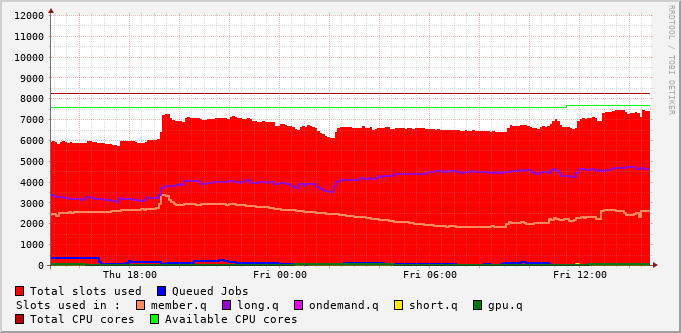 12000
11000
10000
9000
8000
7000
6000
5000
4000
3000
2000
1000
0
Thu 18:00 Fri 00:00 Fri 06:00 Fri 12:00
RRDTOOL / TOBI OETIKER
Total slots used Queued Jobs
Slots used in : member.q long.q ondemand.q short.q gpu.q
Total CPU cores Available CPU cores